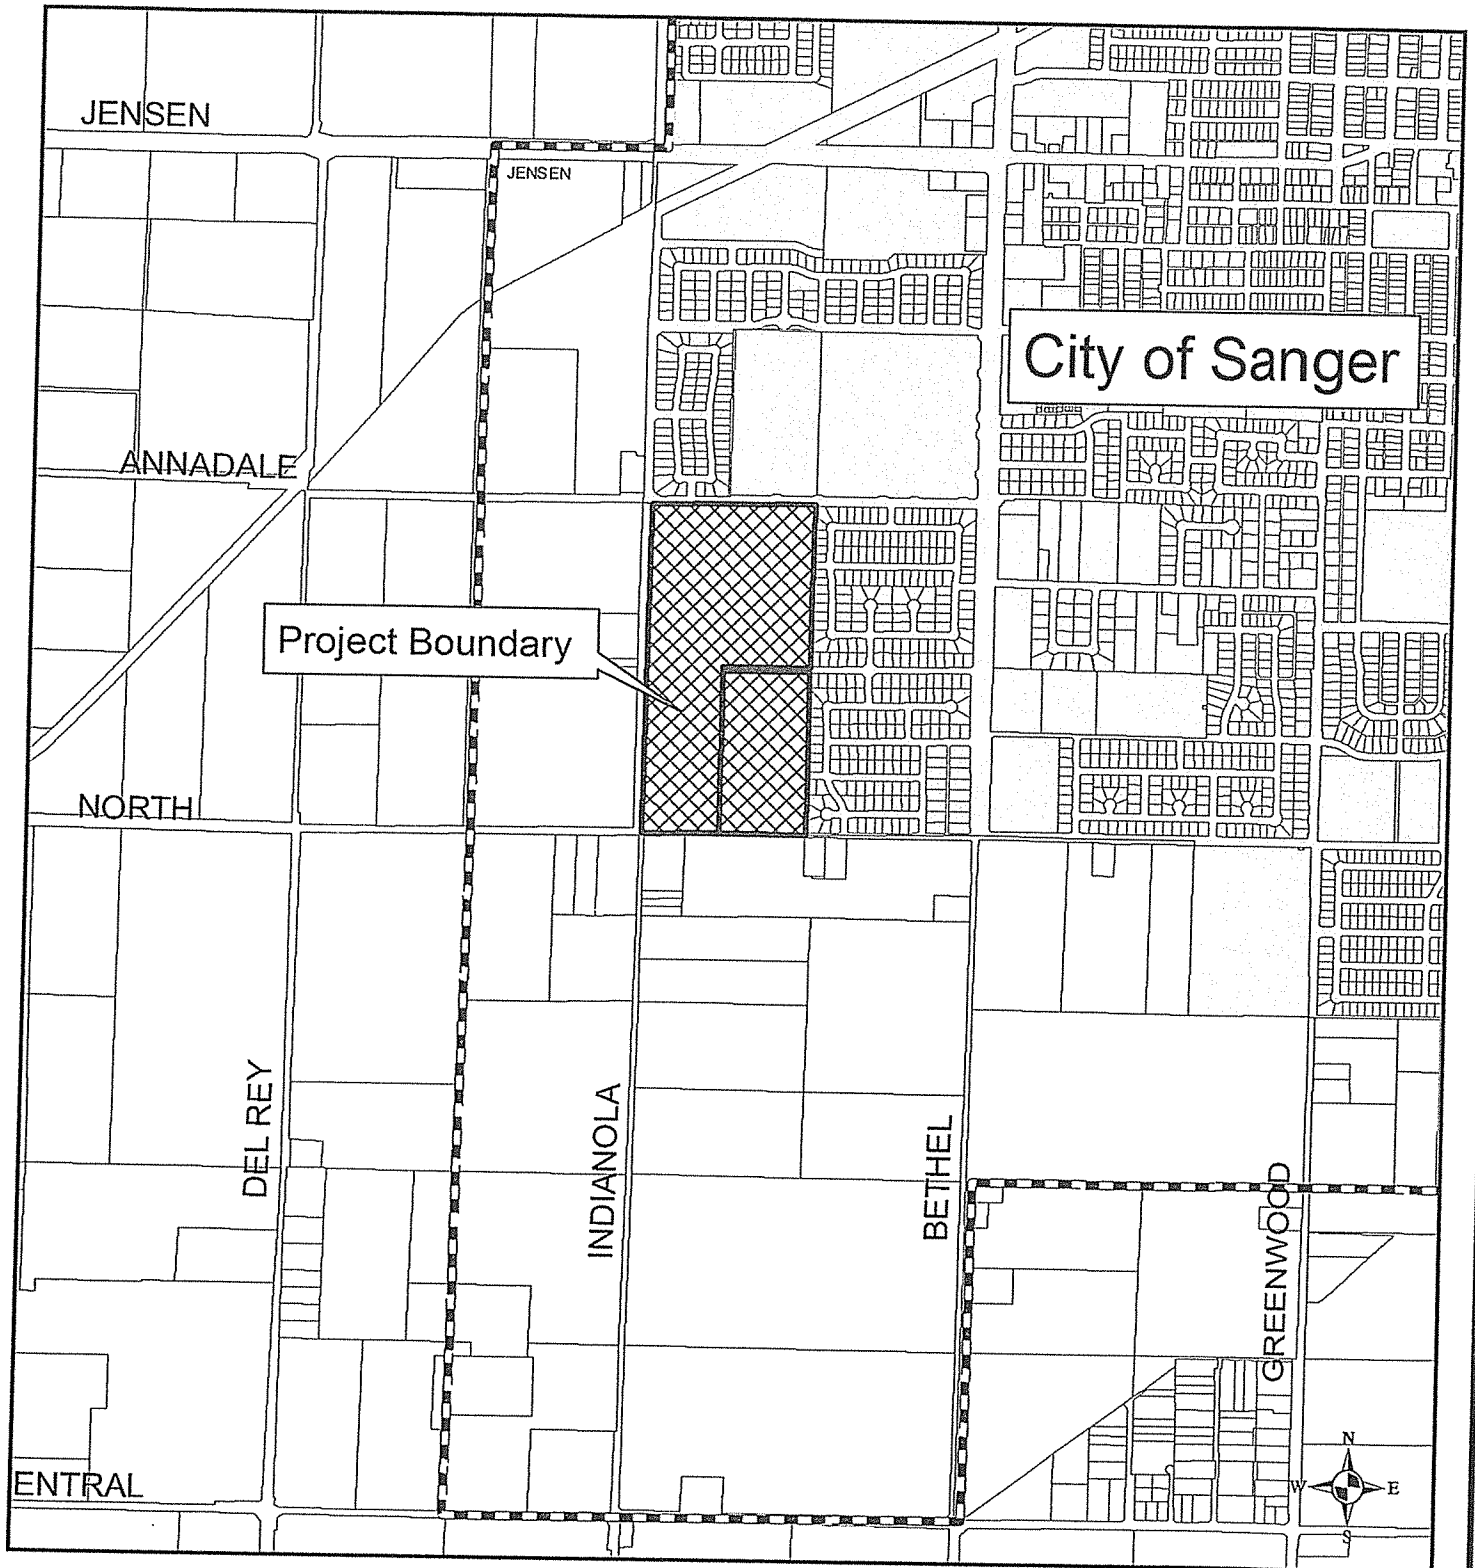 JENSEN
JENSEN
City of Sanger
ANNADALE
Project Boundary
NORTH
DEL REY
INDIANOLA
BETHEL
GREENWOOD
ENTRAL
N
W E
S